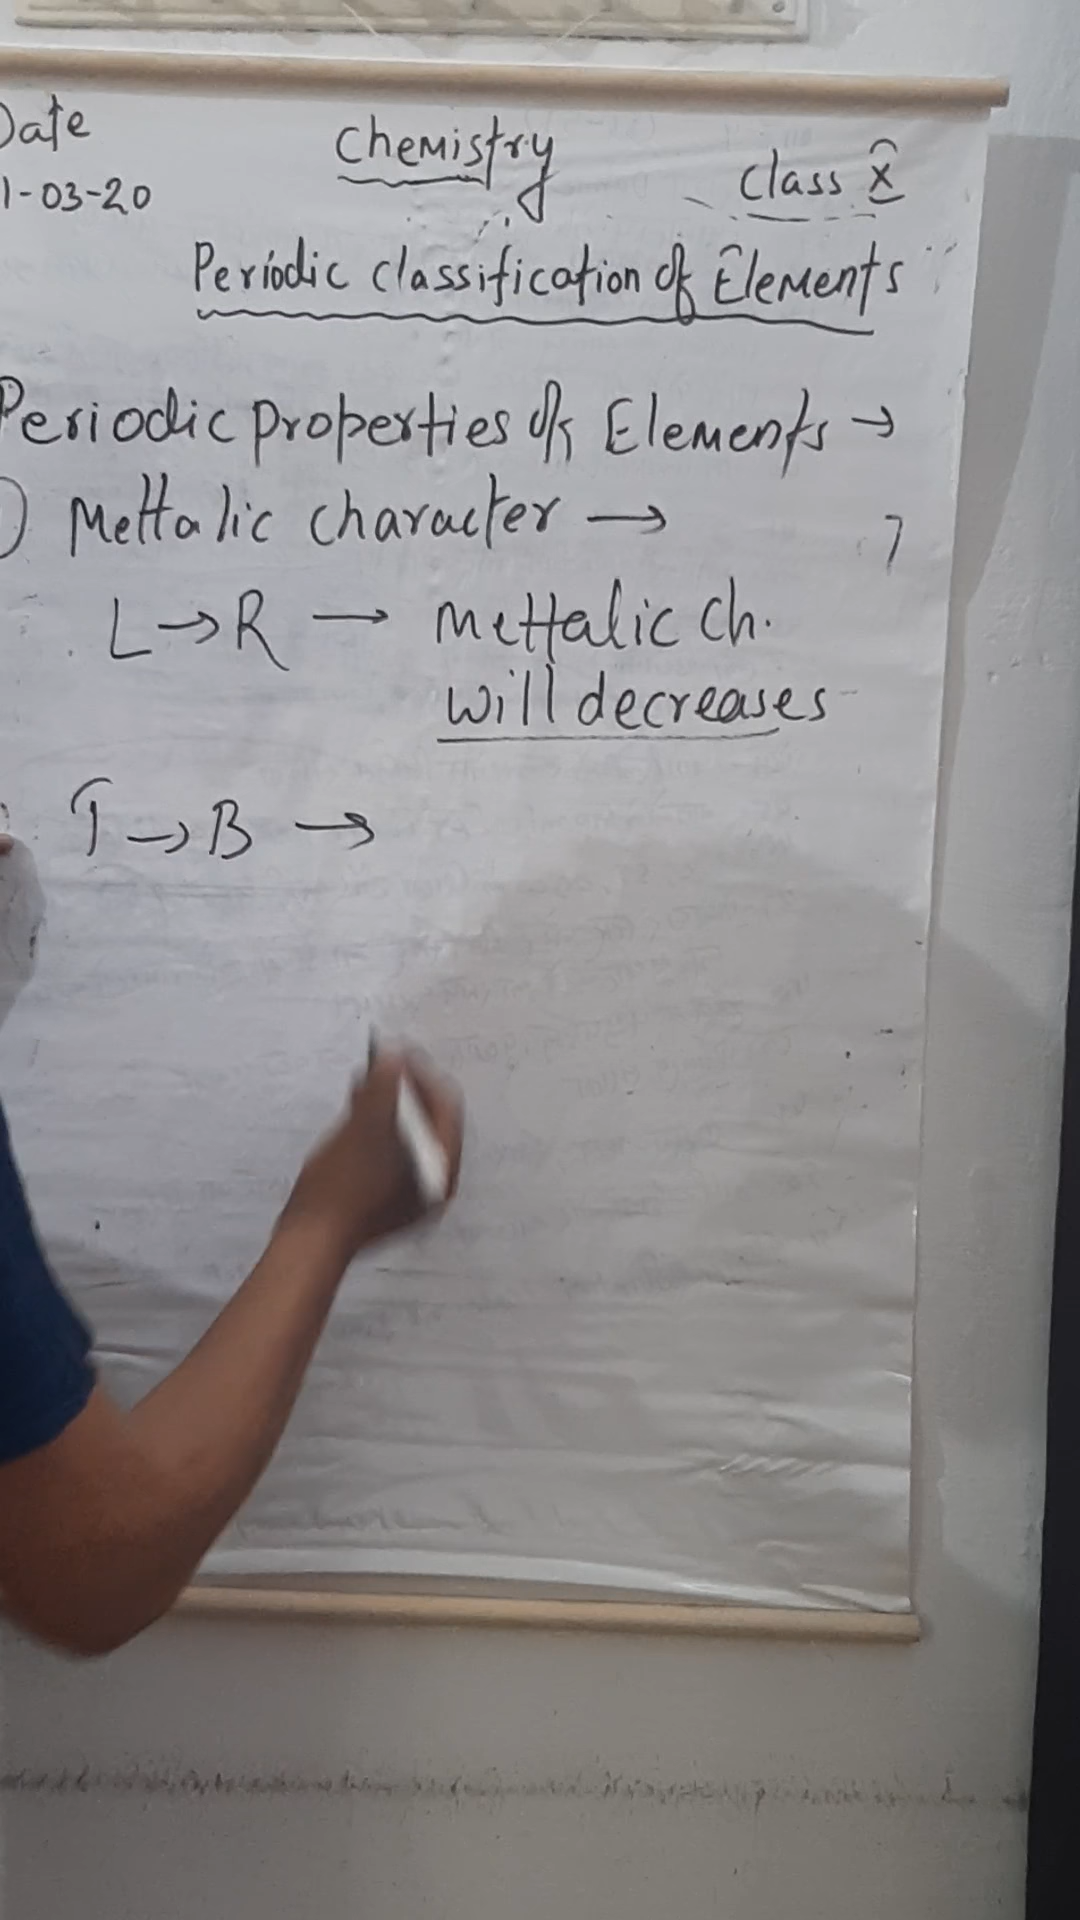 Date
1-03-20
Chemistry
Class X
Periodic classification of Elements
Periodic properties of Elements →
Mettalic character →
L → R → Mettalic Ch.
will decreases
T → B →